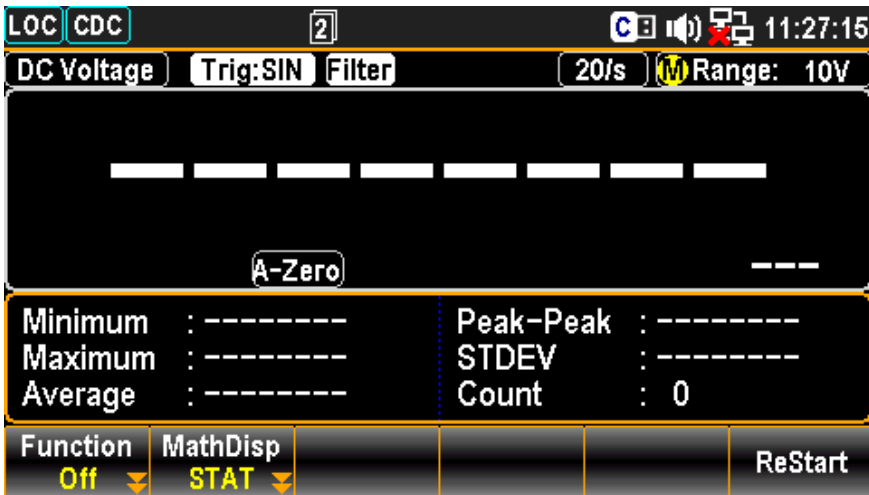 LOC CDC 2 C 11:27:15
DC Voltage Trig:SIN Filter 20/s M Range: 10V
— — — — — — — —
A-Zero ---
Minimum : -------- Peak-Peak : --------
Maximum : -------- STDEV : --------
Average : -------- Count : 0
Function MathDisp ReStart
Off STAT